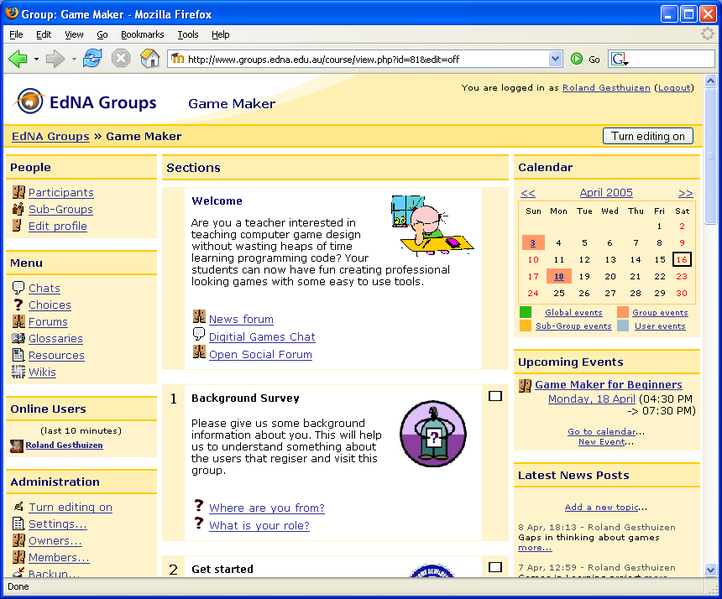 Group: Game Maker - Mozilla Firefox
File Edit View Go Bookmarks Tools Help
http://www.groups.edna.edu.au/course/view.php?id=81&edit=off
Go
G
You are logged in as Roland Gesthuizen (Logout)
EdNA Groups
Game Maker
EdNA Groups » Game Maker
Turn editing on
People
Participants
Sub-Groups
Edit profile
Menu
Chats
Choices
Forums
Glossaries
Resources
Wikis
Online Users
(last 10 minutes)
Roland Gesthuizen
Administration
Turn editing on
Settings...
Owners...
Members...
Backup...
Sections
Welcome
Are you a teacher interested in
teaching computer game design
without wasting heaps of time
learning programming code? Your
students can now have fun creating professional
looking games with some easy to use tools.
News forum
Digitial Games Chat
Open Social Forum
1 Background Survey
Please give us some background
information about you. This will help
us to understand something about
the users that regiser and visit this
group.
?
? Where are you from?
? What is your role?
2 Get started
Calendar
<< April 2005 >>
Sun Mon Tue Wed Thu Fri Sat
1 2
3 4 5 6 7 8 9
10 11 12 13 14 15 16
17 18 19 20 21 22 23
24 25 26 27 28 29 30
Global events Group events
Sub-Group events User events
Upcoming Events
Game Maker for Beginners
Monday, 18 April (04:30 PM
-> 07:30 PM)
Go to calendar...
New Event...
Latest News Posts
Add a new topic...
8 Apr, 18:13 - Roland Gesthuizen
Gaps in thinking about games
more...
7 Apr, 12:59 - Roland Gesthuizen
Games in Learning project more...
Done